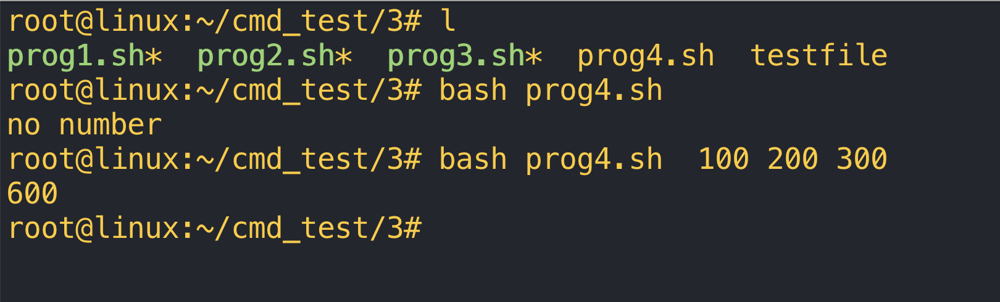 root@linux:~/cmd_test/3# l
prog1.sh*  prog2.sh*  prog3.sh*  prog4.sh  testfile
root@linux:~/cmd_test/3# bash prog4.sh
no number
root@linux:~/cmd_test/3# bash prog4.sh  100 200 300
600
root@linux:~/cmd_test/3#